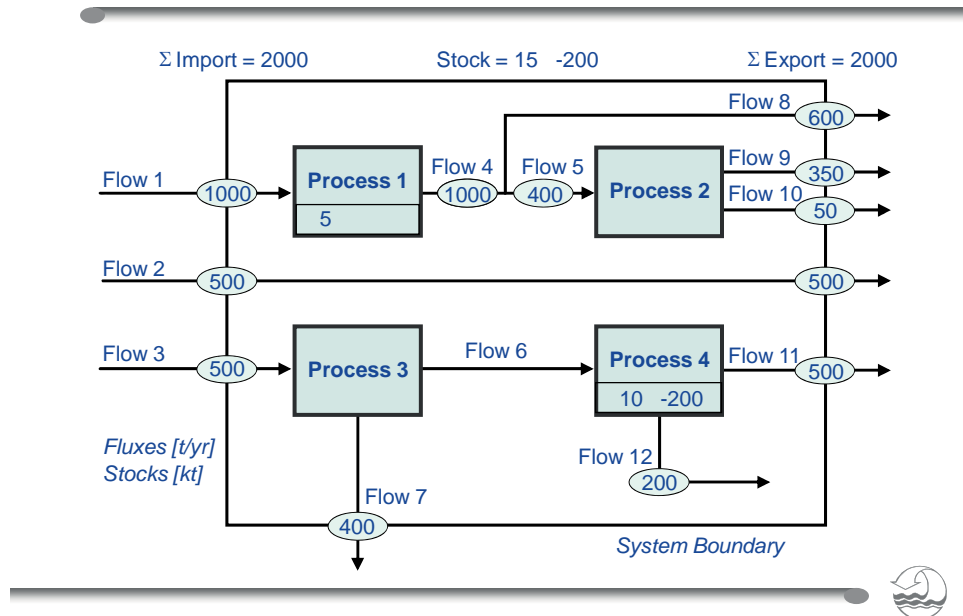 Σ Import = 2000 Stock = 15 -200 Σ Export = 2000
Flow 8
600
Flow 1
1000
Process 1
5
Flow 4
1000
Flow 5
400
Process 2
Flow 9
350
Flow 10
50
Flow 2
500
500
Flow 3
500
Process 3
Flow 6
Process 4
10 -200
Flow 11
500
Fluxes [t/yr]
Stocks [kt]
Flow 12
200
Flow 7
400
System Boundary